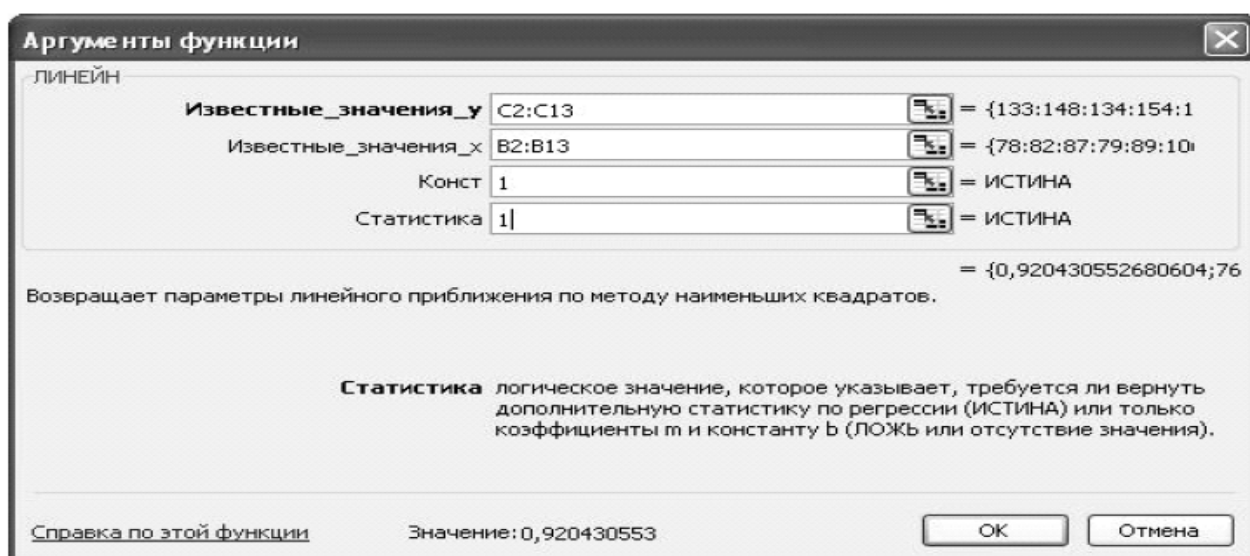 Аргументы функции
ЛИНЕЙН
Известные_значения_y C2:C13 = {133:148:134:154:1
Известные_значения_x B2:B13 = {78:82:87:79:89:10
Конст 1 = ИСТИНА
Статистика 1 = ИСТИНА
= {0,920430552680604;76
Возвращает параметры линейного приближения по методу наименьших квадратов.
Статистика логическое значение, которое указывает, требуется ли вернуть
дополнительную статистику по регрессии (ИСТИНА) или только
коэффициенты m и константу b (ЛОЖЬ или отсутствие значения).
Справка по этой функции Значение:0,920430553 ОК Отмена